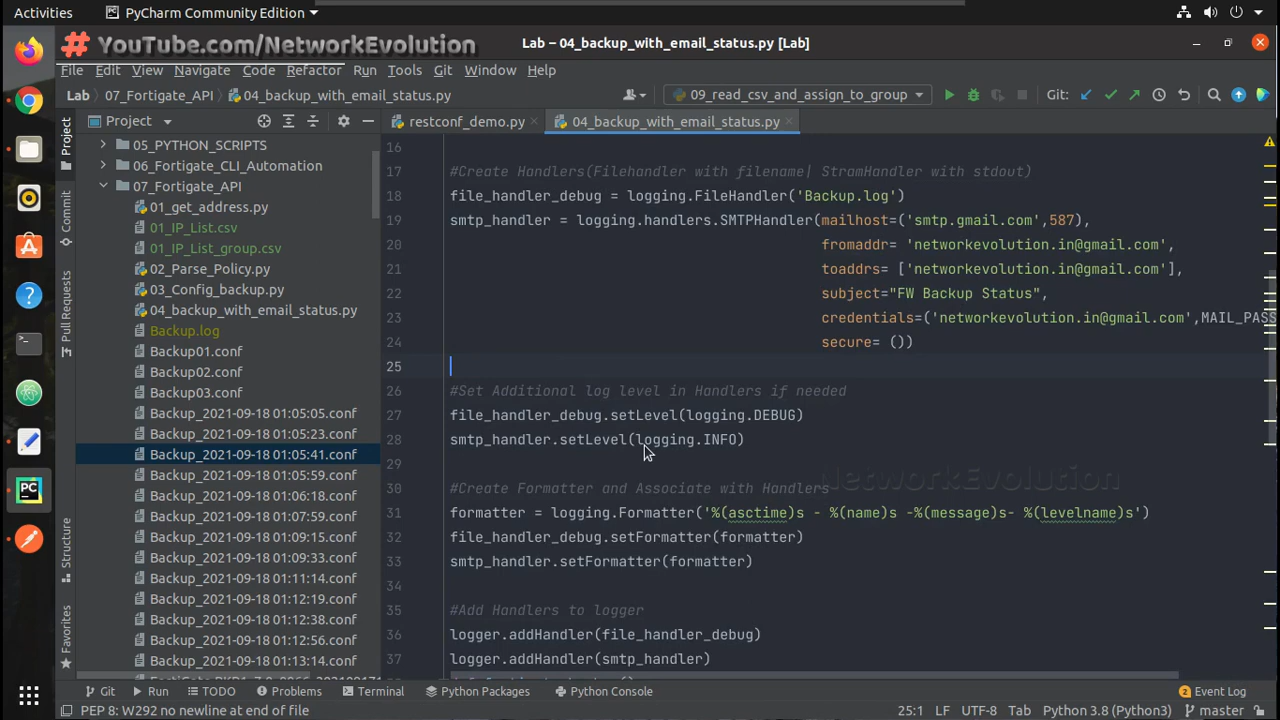 Activities
PyCharm Community Edition
# YouTube.com/NetworkEvolution
Lab – 04_backup_with_email_status.py [Lab]
File Edit View Navigate Code Refactor Run Tools Git Window Help
Lab 07_Fortigate_API 04_backup_with_email_status.py
09_read_csv_and_assign_to_group
Git:
Project
restconf_demo.py
04_backup_with_email_status.py
Project
Commit
Pull Requests
Structure
Favorites
05_PYTHON_SCRIPTS
06_Fortigate_CLI_Automation
07_Fortigate_API
01_get_address.py
01_IP_List.csv
01_IP_List_group.csv
02_Parse_Policy.py
03_Config_backup.py
04_backup_with_email_status.py
Backup.log
Backup01.conf
Backup02.conf
Backup03.conf
Backup_2021-09-18 01:05:05.conf
Backup_2021-09-18 01:05:23.conf
Backup_2021-09-18 01:05:41.conf
Backup_2021-09-18 01:05:59.conf
Backup_2021-09-18 01:06:18.conf
Backup_2021-09-18 01:07:59.conf
Backup_2021-09-18 01:09:15.conf
Backup_2021-09-18 01:09:33.conf
Backup_2021-09-18 01:11:14.conf
Backup_2021-09-18 01:12:19.conf
Backup_2021-09-18 01:12:38.conf
Backup_2021-09-18 01:12:56.conf
Backup_2021-09-18 01:13:14.conf
16
17 #Create Handlers(Filehandler with filename| StramHandler with stdout)
18 file_handler_debug = logging.FileHandler('Backup.log')
19 smtp_handler = logging.handlers.SMTPHandler(mailhost=('smtp.gmail.com',587),
20 fromaddr= 'networkevolution.in@gmail.com',
21 toaddrs= ['networkevolution.in@gmail.com'],
22 subject="FW Backup Status",
23 credentials=('networkevolution.in@gmail.com',MAIL_PASS
24 secure= ())
25
26 #Set Additional log level in Handlers if needed
27 file_handler_debug.setLevel(logging.DEBUG)
28 smtp_handler.setLevel(logging.INFO)
29
NetworkEvolution
30 #Create Formatter and Associate with Handlers
31 formatter = logging.Formatter('%(asctime)s - %(name)s -%(message)s- %(levelname)s')
32 file_handler_debug.setFormatter(formatter)
33 smtp_handler.setFormatter(formatter)
34
35 #Add Handlers to logger
36 logger.addHandler(file_handler_debug)
37 logger.addHandler(smtp_handler)
Git Run TODO Problems Terminal Python Packages Python Console 2 Event Log
PEP 8: W292 no newline at end of file
25:1 LF UTF-8 Tab Python 3.8 (Python3) master